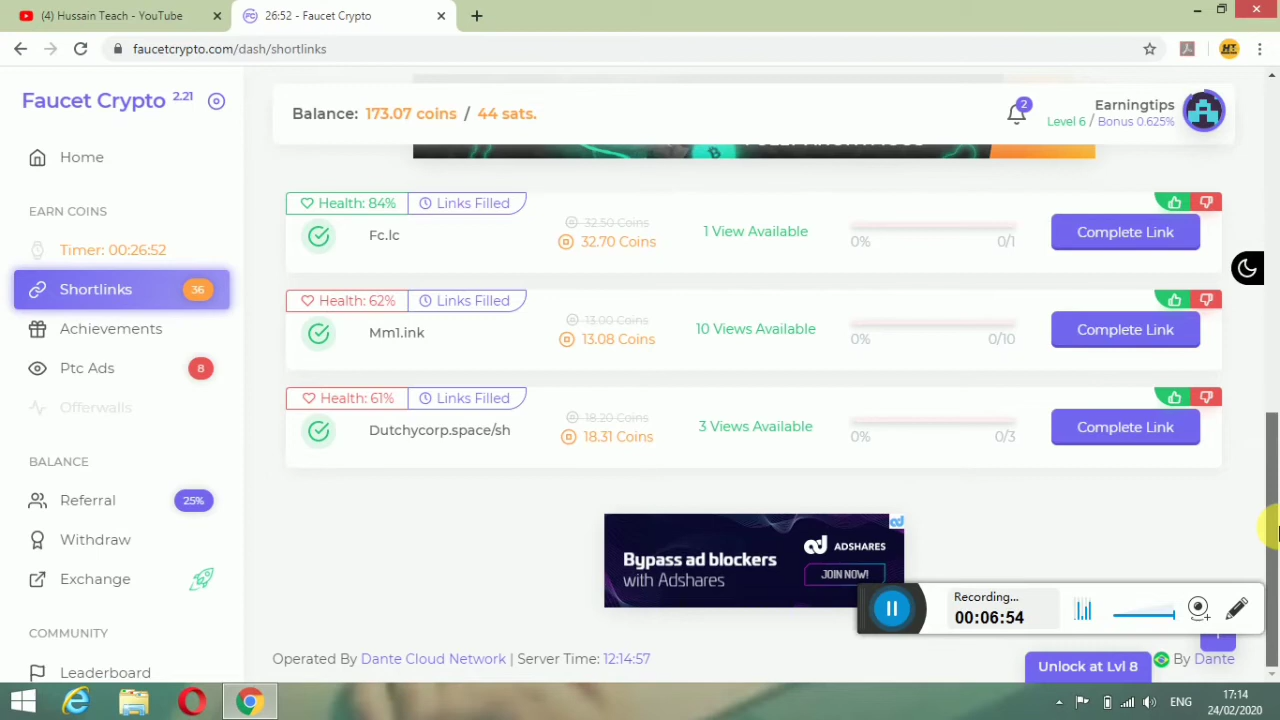 (4) Hussain Teach - YouTube
26:52 - Faucet Crypto
faucetcrypto.com/dash/shortlinks
HT
Faucet Crypto 2.21
Balance: 173.07 coins / 44 sats.
2
Earningtips
Level 6 / Bonus 0.625%
Home
EARN COINS
Timer: 00:26:52
Shortlinks 36
Achievements
Ptc Ads 8
Offerwalls
BALANCE
Referral 25%
Withdraw
Exchange
COMMUNITY
Leaderboard
Health: 84% Links Filled
Fc.lc
32.50 Coins
32.70 Coins
1 View Available
0% 0/1
Complete Link
Health: 62% Links Filled
Mm1.ink
13.00 Coins
13.08 Coins
10 Views Available
0% 0/10
Complete Link
Health: 61% Links Filled
Dutchycorp.space/sh
18.20 Coins
18.31 Coins
3 Views Available
0% 0/3
Complete Link
Bypass ad blockers
with Adshares
ADSHARES
JOIN NOW!
Recording...
00:06:54
Operated By Dante Cloud Network | Server Time: 12:14:57
Unlock at Lvl 8
By Dante
ENG
17:14
24/02/2020